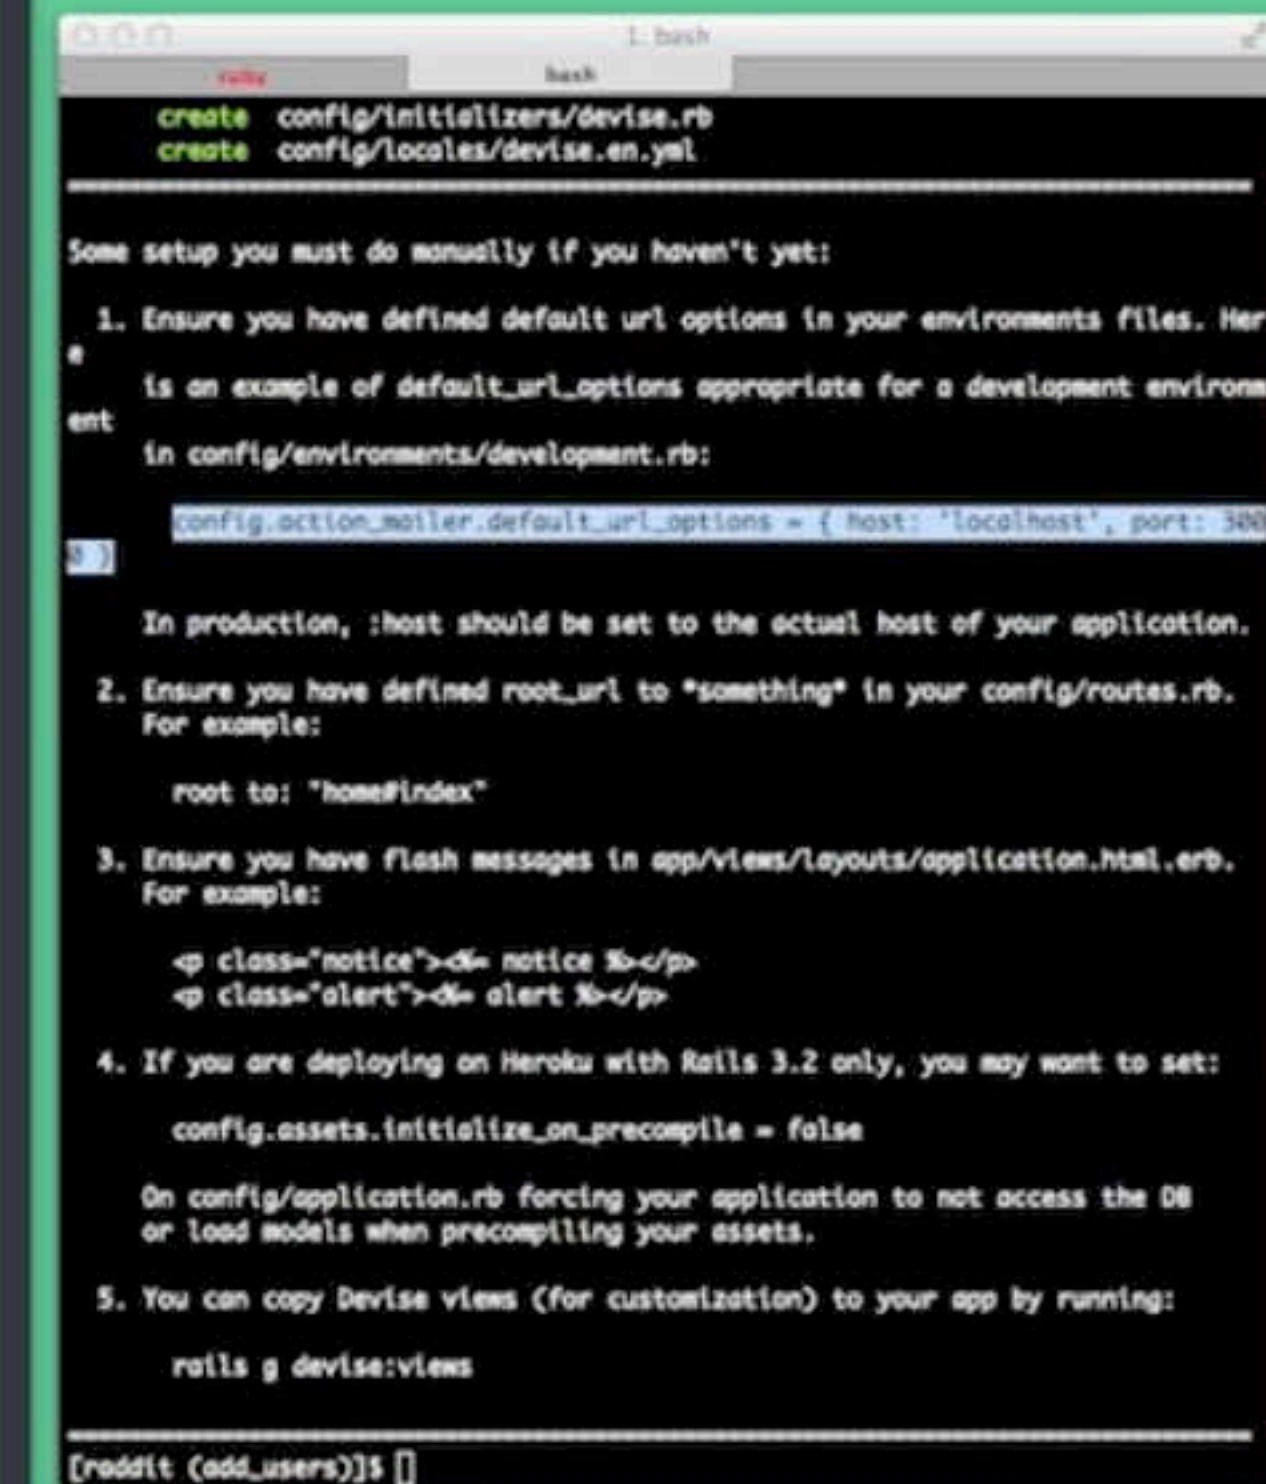 1. bash
ruby
bash
create config/initializers/devise.rb
create config/locales/devise.en.yml
Some setup you must do manually if you haven't yet:
1. Ensure you have defined default url options in your environments files. Her
e
is an example of default_url_options appropriate for a development environm
ent
in config/environments/development.rb:
config.action_mailer.default_url_options = { host: 'localhost', port: 300
0 }
In production, :host should be set to the actual host of your application.
2. Ensure you have defined root_url to *something* in your config/routes.rb.
For example:
root to: "home#index"
3. Ensure you have flash messages in app/views/layouts/application.html.erb.
For example:
<p class="notice"><%= notice %></p>
<p class="alert"><%= alert %></p>
4. If you are deploying on Heroku with Rails 3.2 only, you may want to set:
config.assets.initialize_on_precompile = false
On config/application.rb forcing your application to not access the DB
or load models when precompiling your assets.
5. You can copy Devise views (for customization) to your app by running:
rails g devise:views
[raddit (add_users)]$